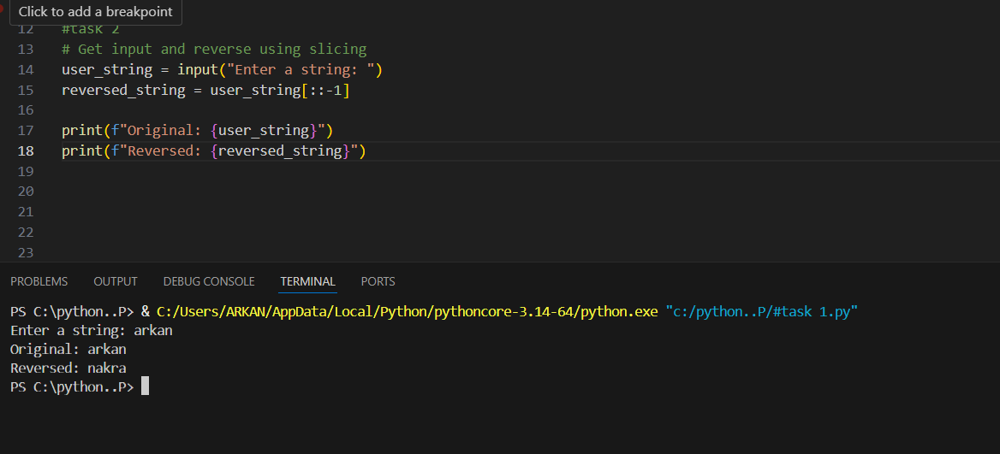 Click to add a breakpoint
12 #task 2
13 # Get input and reverse using slicing
14 user_string = input("Enter a string: ")
15 reversed_string = user_string[::-1]
16
17 print(f"Original: {user_string}")
18 print(f"Reversed: {reversed_string}")
19
20
21
22
23
PROBLEMS OUTPUT DEBUG CONSOLE TERMINAL PORTS
PS C:\python..P> & C:/Users/ARKAN/AppData/Local/Python/pythoncore-3.14-64/python.exe "c:/python..P/#task 1.py"
Enter a string: arkan
Original: arkan
Reversed: nakra
PS C:\python..P>